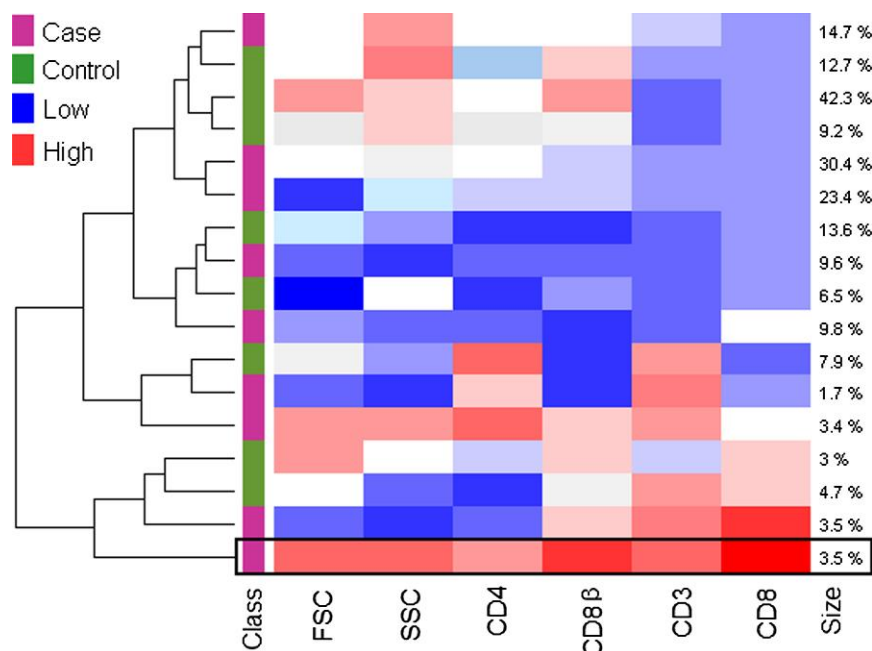 Case
Control
Low
High
14.7 %
12.7 %
42.3 %
9.2 %
30.4 %
23.4 %
13.6 %
9.6 %
6.5 %
9.8 %
7.9 %
1.7 %
3.4 %
3 %
4.7 %
3.5 %
3.5 %
Class
FSC
SSC
CD4
CD8β
CD3
CD8
Size